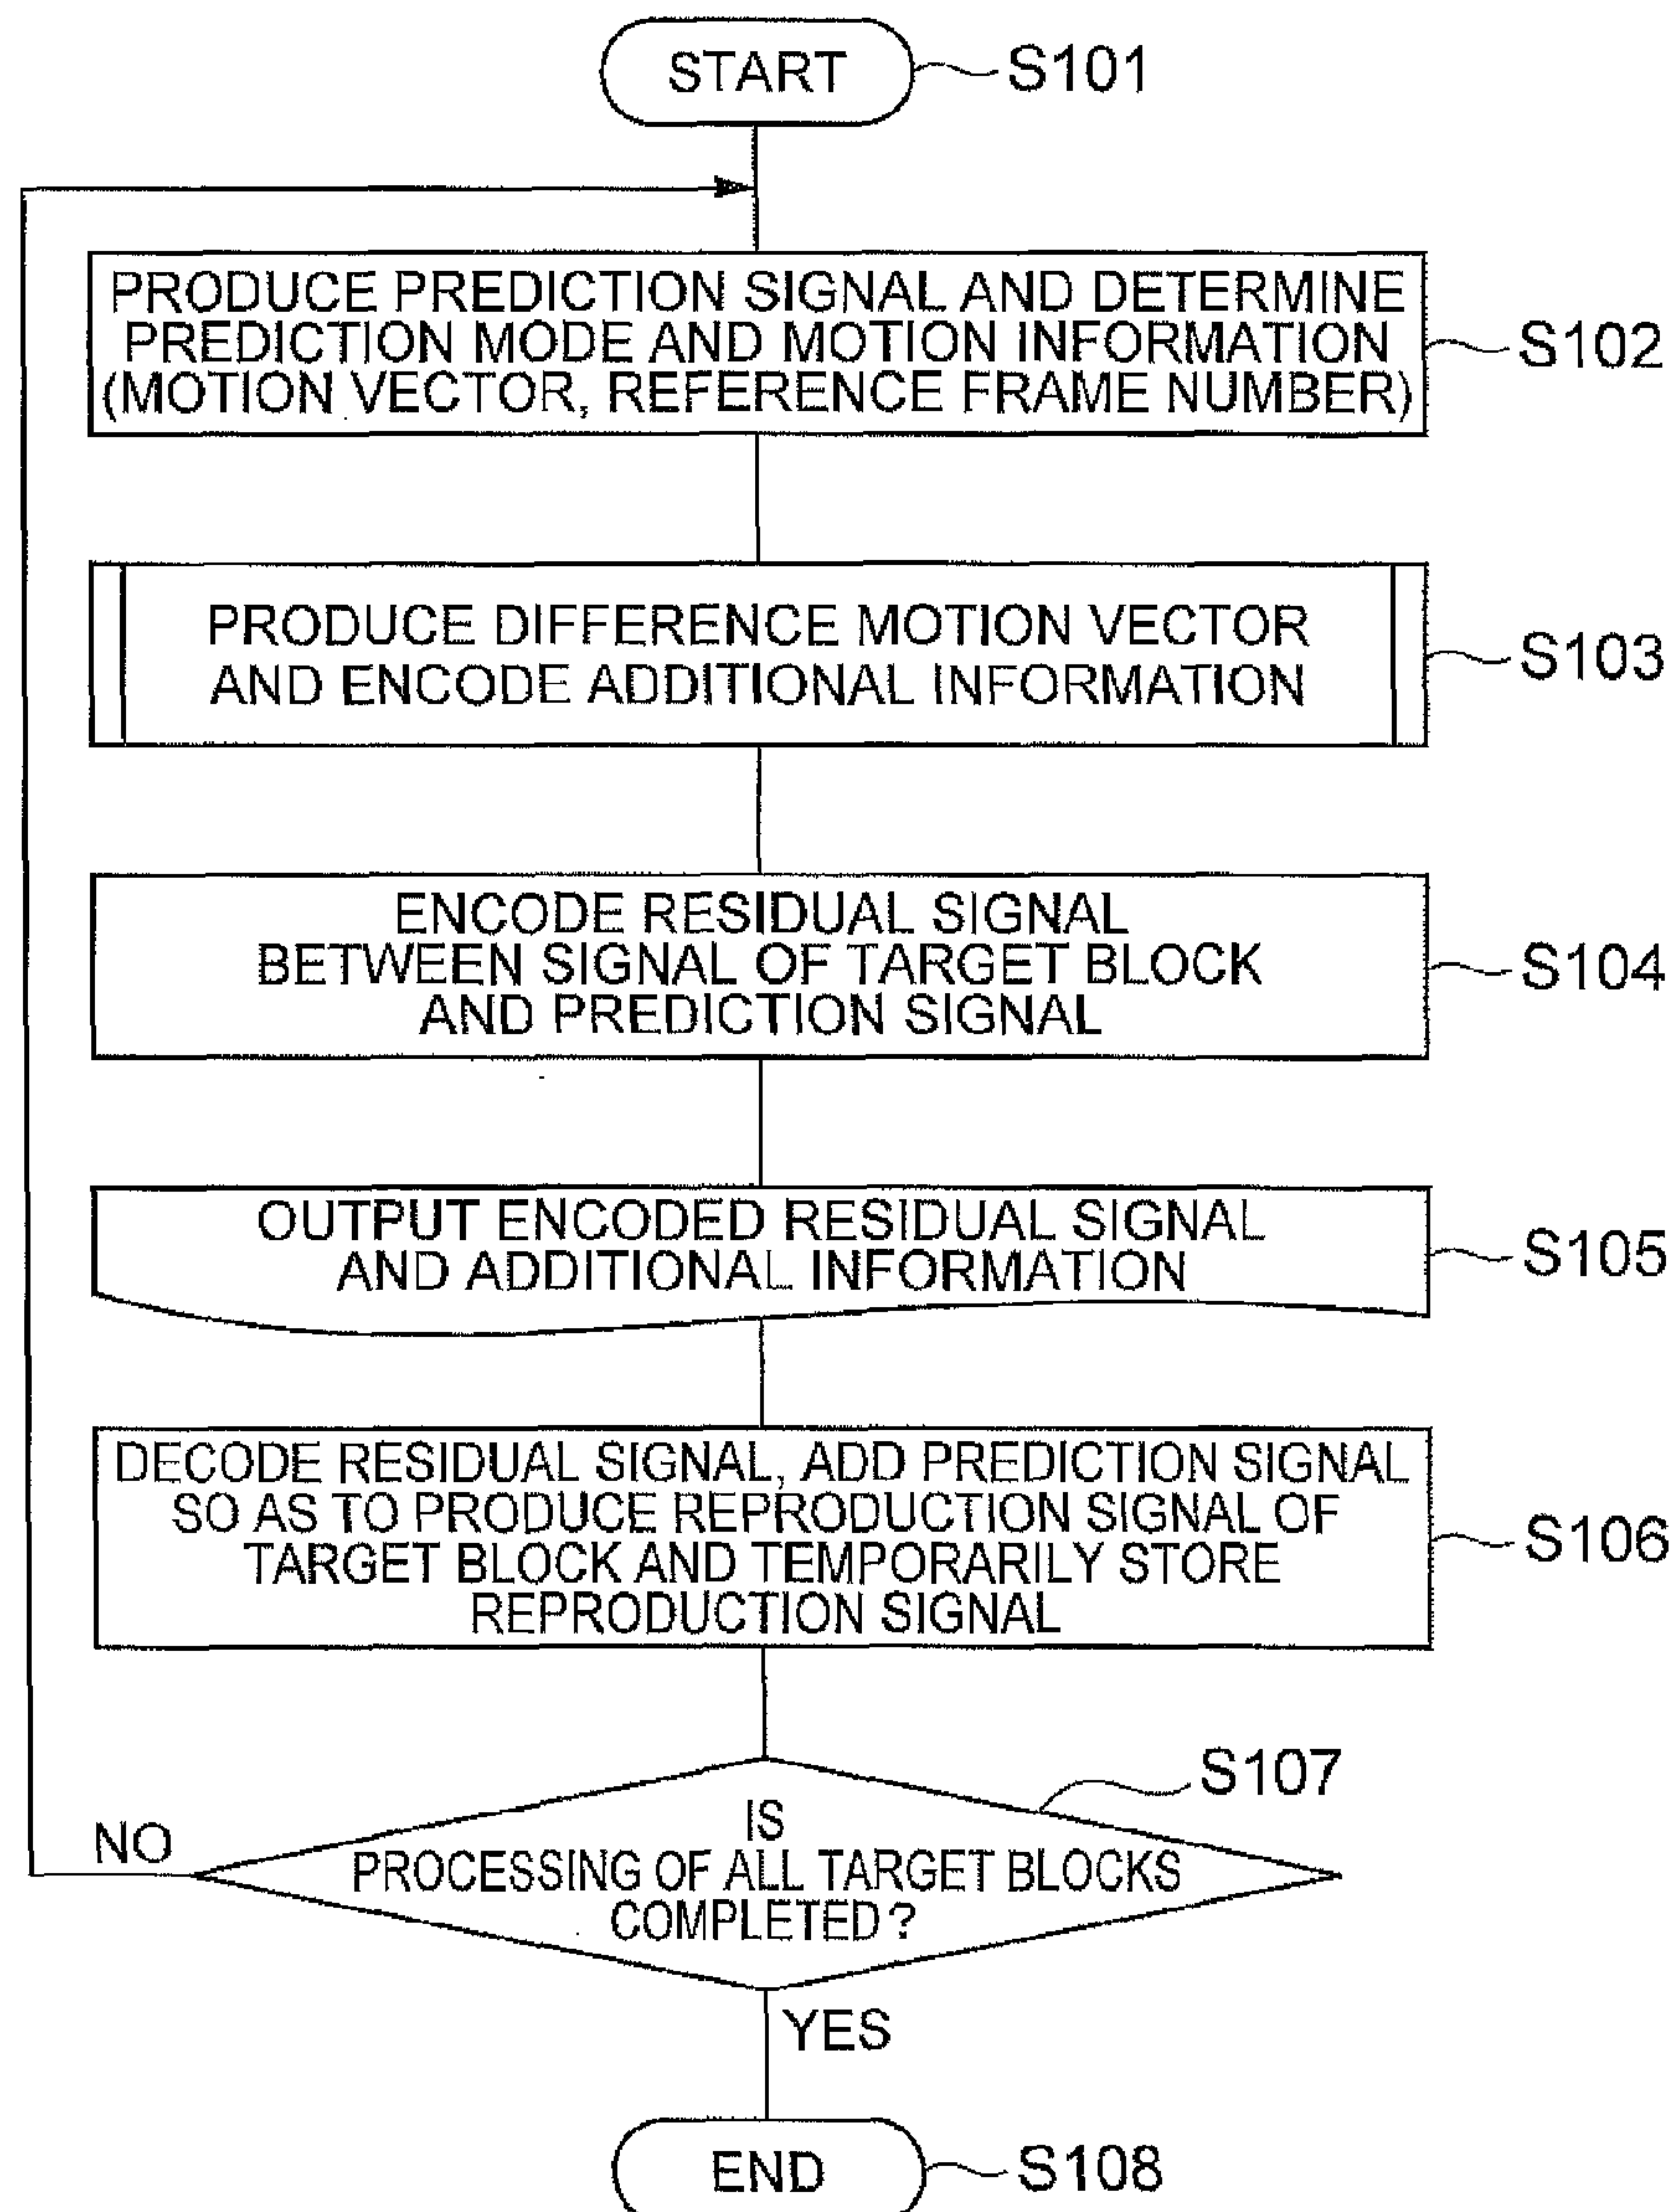 START
S101
PRODUCE PREDICTION SIGNAL AND DETERMINE
PREDICTION MODE AND MOTION INFORMATION
(MOTION VECTOR, REFERENCE FRAME NUMBER)
S102
PRODUCE DIFFERENCE MOTION VECTOR
AND ENCODE ADDITIONAL INFORMATION
S103
ENCODE RESIDUAL SIGNAL
BETWEEN SIGNAL OF TARGET BLOCK
AND PREDICTION SIGNAL
S104
OUTPUT ENCODED RESIDUAL SIGNAL
AND ADDITIONAL INFORMATION
S105
DECODE RESIDUAL SIGNAL, ADD PREDICTION SIGNAL
SO AS TO PRODUCE REPRODUCTION SIGNAL OF
TARGET BLOCK AND TEMPORARILY STORE
REPRODUCTION SIGNAL
S106
S107
IS
PROCESSING OF ALL TARGET BLOCKS
COMPLETED?
NO
YES
END
S108